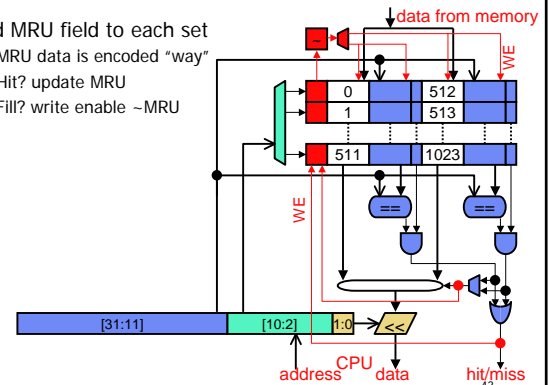 d MRU field to each set
MRU data is encoded “way”
Hit? update MRU
Fill? write enable ~MRU
data from memory
~
WE
0
512
1
513
511
1023
WE
==
==
[31:11]
[10:2]
1:0
<<
CPU
address
data
hit/miss